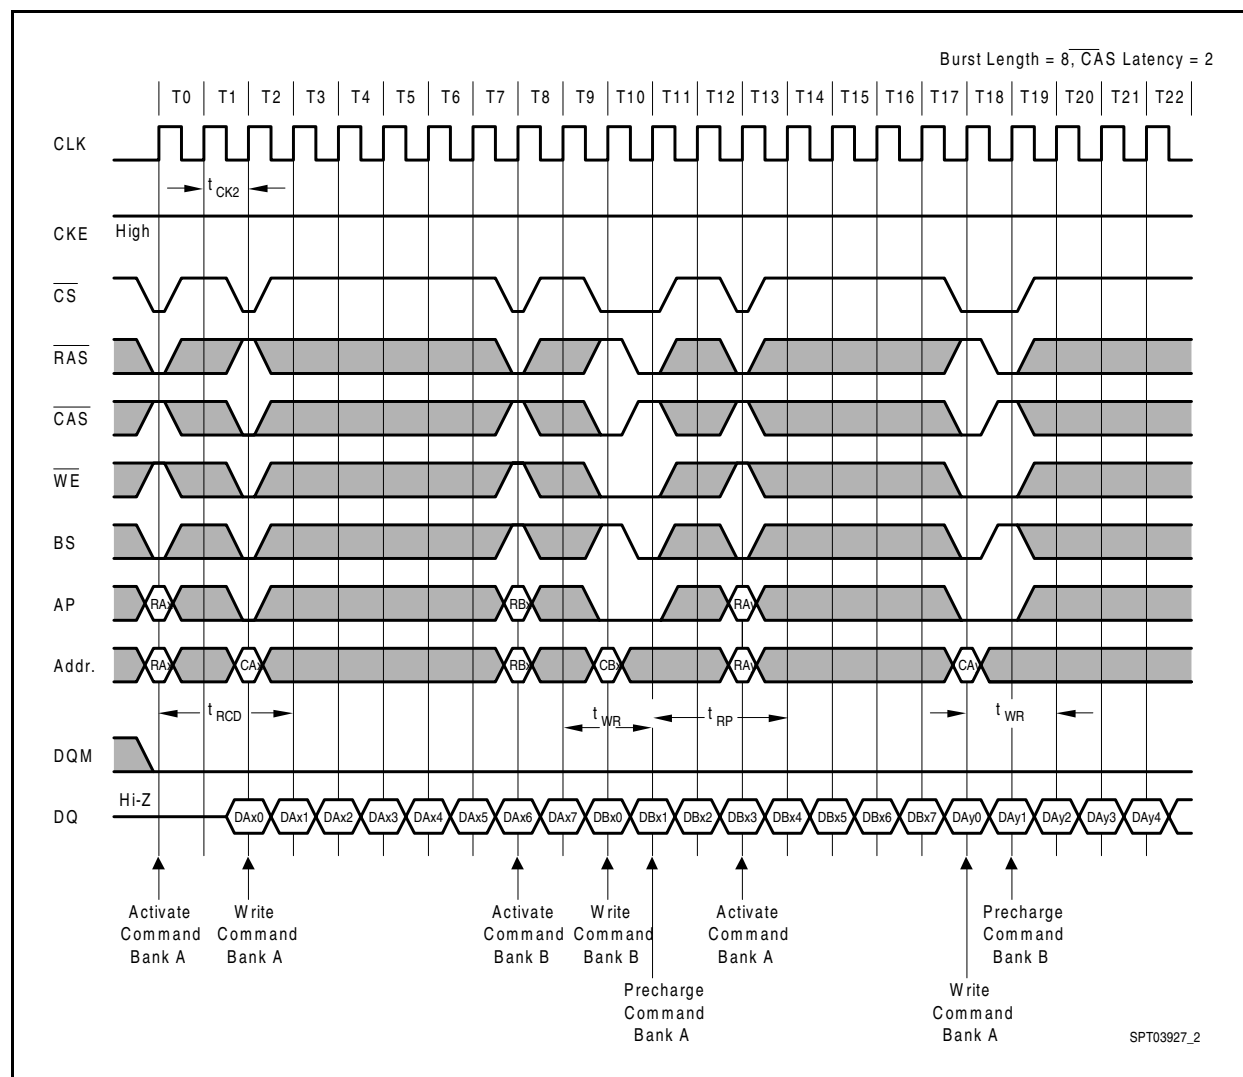 Burst Length = 8, CAS Latency = 2
T0 T1 T2 T3 T4 T5 T6 T7 T8 T9 T10 T11 T12 T13 T14 T15 T16 T17 T18 T19 T20 T21 T22
CLK
t CK2
CKE High
CS
RAS
CAS
WE
BS
AP RAx RBx RAy
Addr. RAx CAx RBx CBx RAy CAy
t RCD t WR t RP t WR
DQM
Hi-Z
DQ DAx0 DAx1 DAx2 DAx3 DAx4 DAx5 DAx6 DAx7 DBx0 DBx1 DBx2 DBx3 DBx4 DBx5 DBx6 DBx7 DAy0 DAy1 DAy2 DAy3 DAy4
Activate Write Activate Write Activate Precharge
Command Command Command Command Command Command
Bank A Bank A Bank B Bank B Bank A Bank B
Precharge Write
Command Command
Bank A Bank A
SPT03927_2